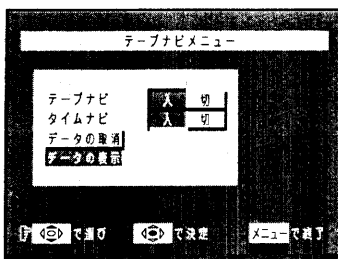 テープナビメニュー
テープナビ 入 切
タイムナビ 入 切
データの取消
データの表示
で選び で決定 メニューで終了